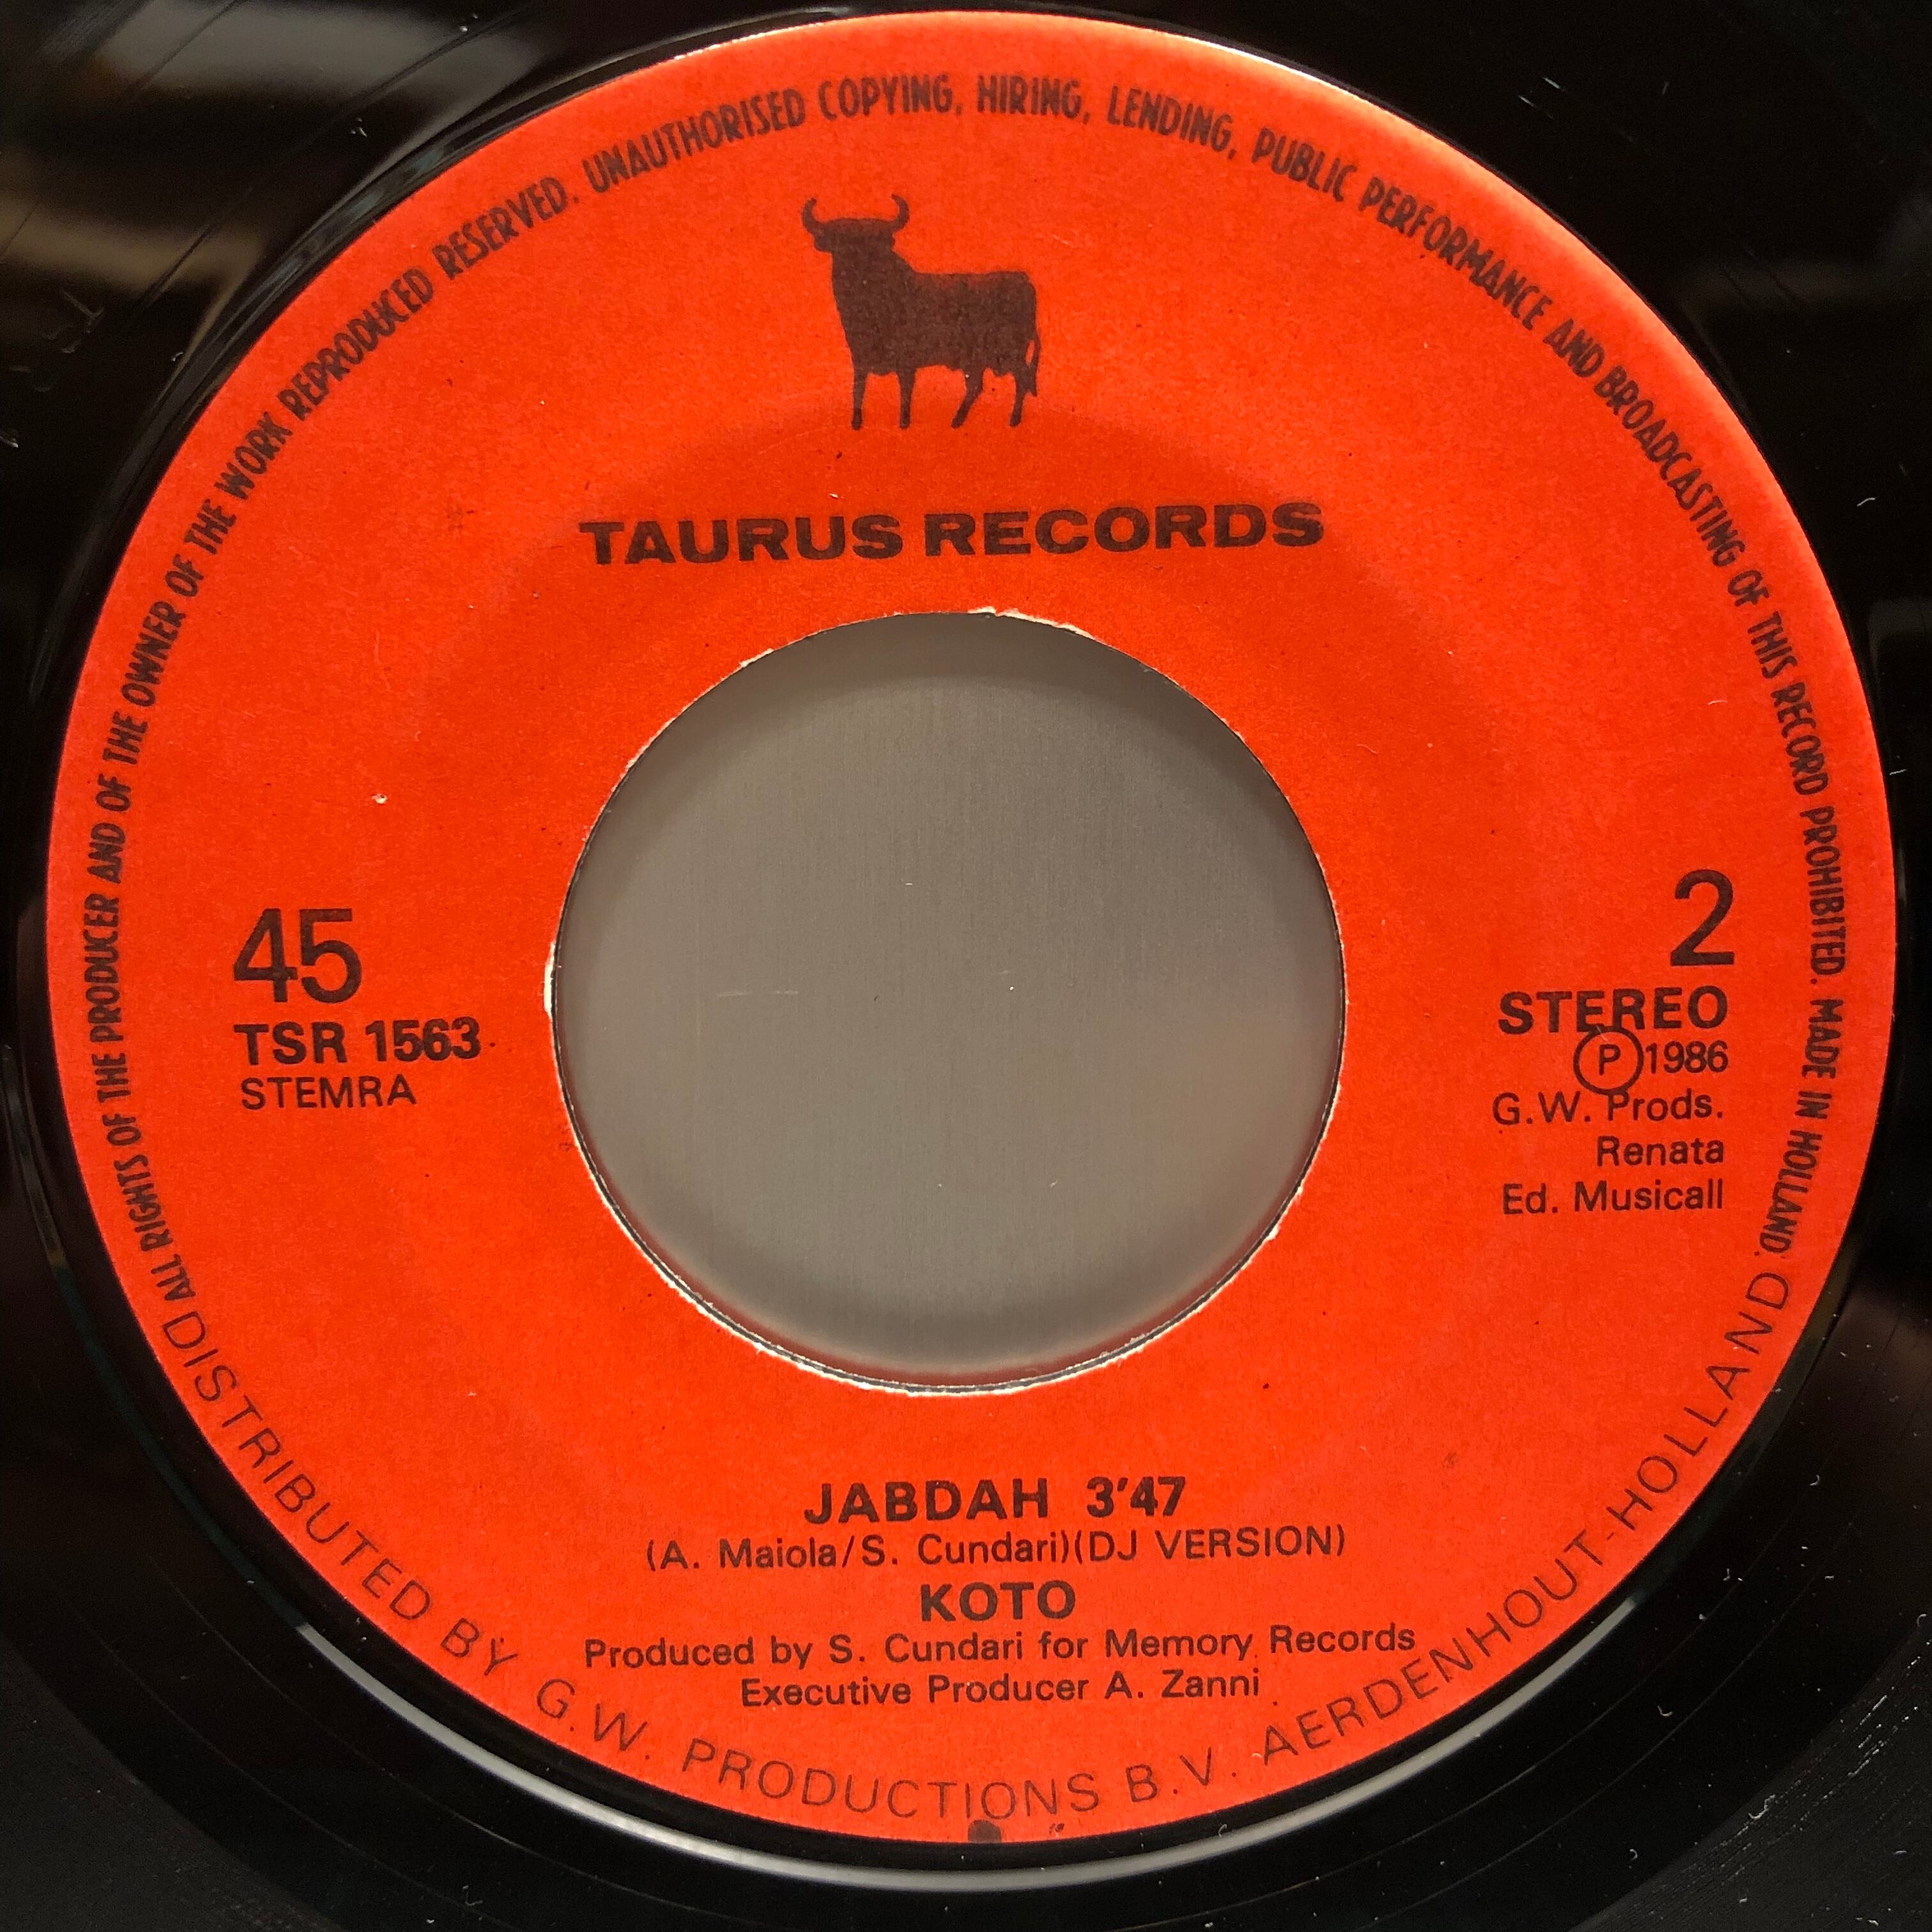 ALL RIGHTS OF THE PRODUCER AND OF THE OWNER OF THE WORK REPRODUCED RESERVED. UNAUTHORISED COPYING, HIRING, LENDING, PUBLIC PERFORMANCE AND BROADCASTING OF THIS RECORD PROHIBITED. MADE IN HOLLAND.
TAURUS RECORDS
45
TSR 1563
STEMRA
2
STEREO
Ⓟ1986
G.W. Prods.
Renata
Ed. Musicall
JABDAH 3'47
(A. Maiola/S. Cundari)(DJ VERSION)
KOTO
Produced by S. Cundari for Memory Records
Executive Producer A. Zanni
DISTRIBUTED BY G.W. PRODUCTIONS B.V. AERDENHOUT-HOLLAND